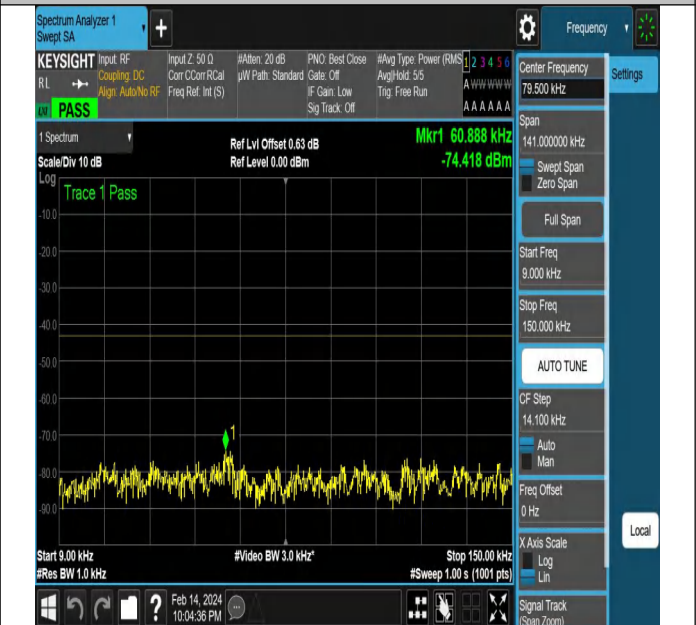 Spectrum Analyzer 1
Swept SA
Frequency
KEYSIGHT
RL
PASS
Input: RF
Coupling: DC
Align: Auto/No RF
Input Z: 50 Ω
Corr CCorr RCal
Freq Ref: Int (S)
#Atten: 20 dB
µW Path: Standard
PNO: Best Close
Gate: Off
IF Gain: Low
Sig Track: Off
#Avg Type: Power (RMS
Avg|Hold: 5/5
Trig: Free Run
1 2 3 4 5 6
A W W W W W
A A A A A A
1 Spectrum
Scale/Div 10 dB
Ref Lvl Offset 0.63 dB
Ref Level 0.00 dBm
Mkr1 60.888 kHz
-74.418 dBm
Log
Trace 1 Pass
-10.0
-20.0
-30.0
-40.0
-50.0
-60.0
-70.0
-80.0
-90.0
1
Start 9.00 kHz
#Res BW 1.0 kHz
#Video BW 3.0 kHz*
Stop 150.00 kHz
#Sweep 1.00 s (1001 pts)
Feb 14, 2024
10:04:36 PM
Center Frequency
79.500 kHz
Settings
Span
141.000000 kHz
Swept Span
Zero Span
Full Span
Start Freq
9.000 kHz
Stop Freq
150.000 kHz
AUTO TUNE
CF Step
14.100 kHz
Auto
Man
Freq Offset
0 Hz
X Axis Scale
Log
Lin
Local
Signal Track
(Span Zoom)